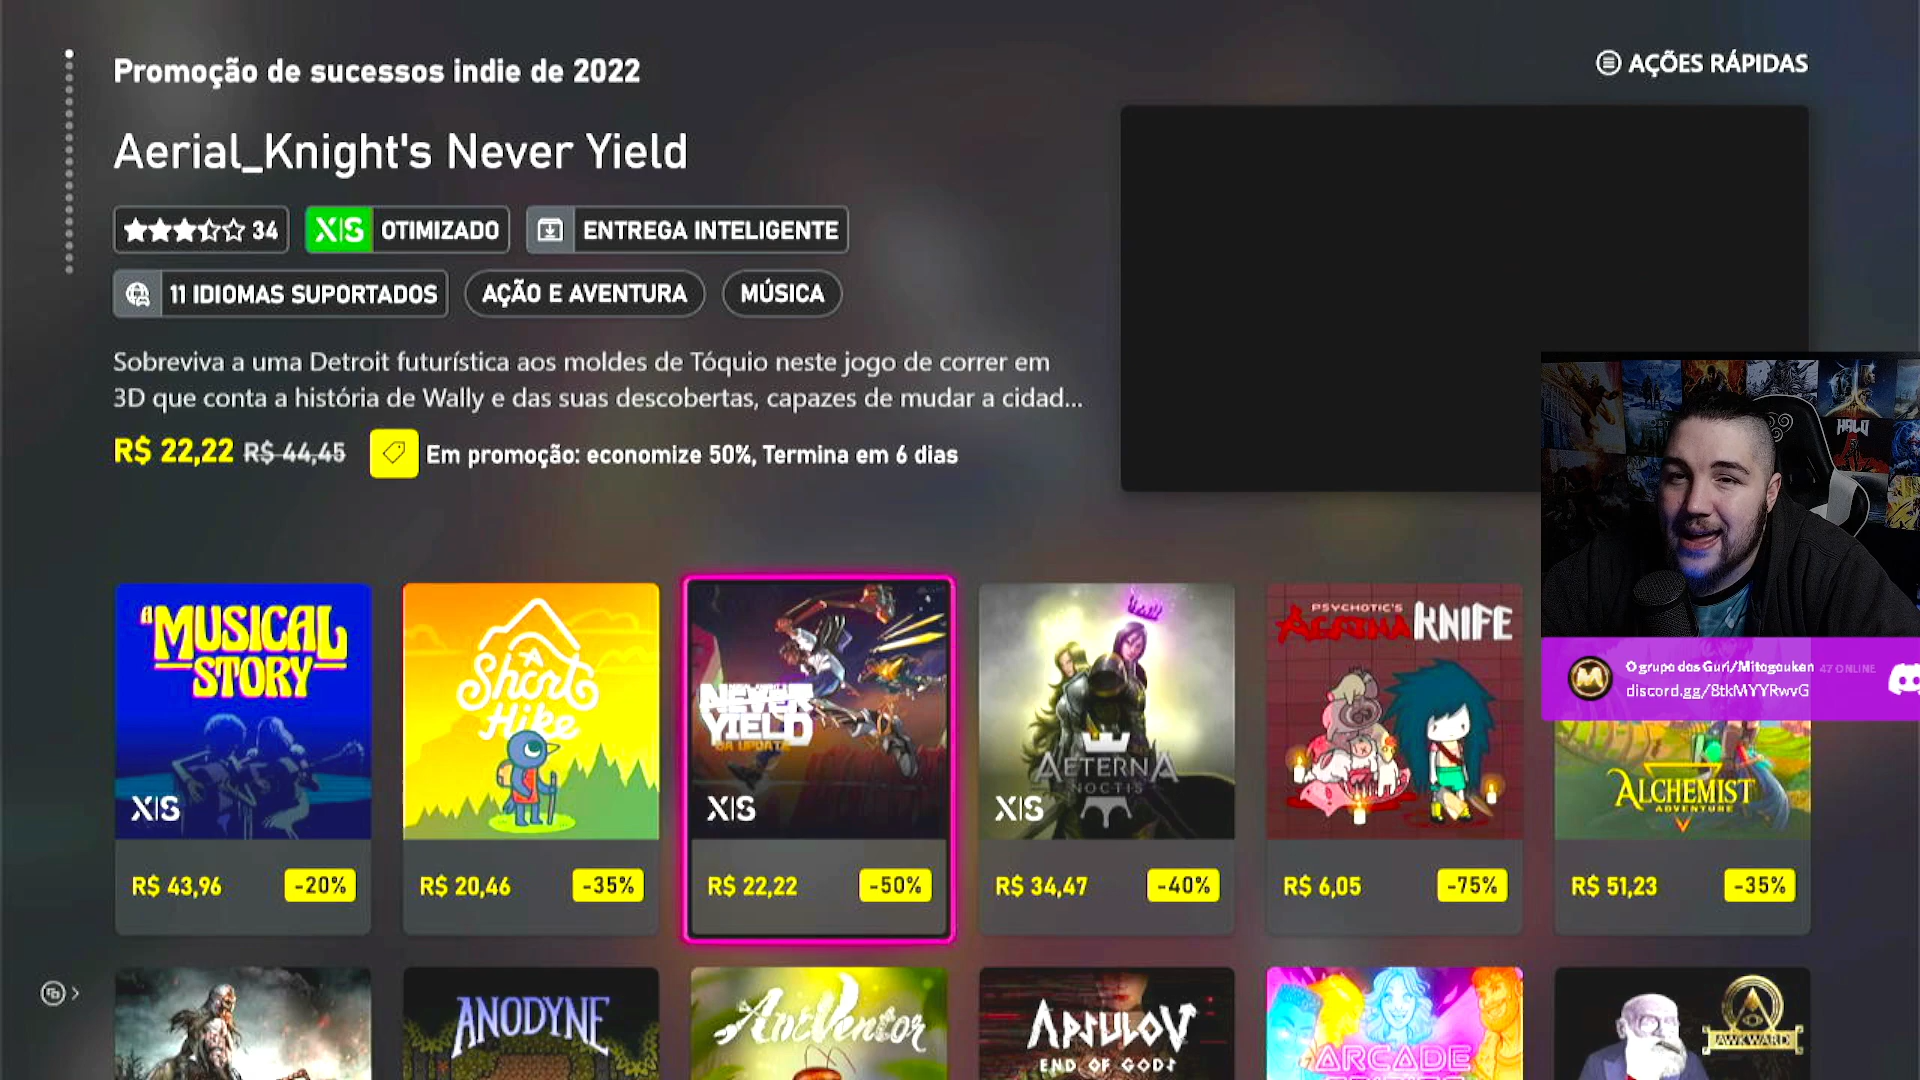 Promoção de sucessos indie de 2022
AÇÕES RÁPIDAS
Aerial_Knight's Never Yield
34
X|S OTIMIZADO
ENTREGA INTELIGENTE
11 IDIOMAS SUPORTADOS
AÇÃO E AVENTURA
MÚSICA
Sobreviva a uma Detroit futurística aos moldes de Tóquio neste jogo de correr em
3D que conta a história de Wally e das suas descobertas, capazes de mudar a cidad...
R$ 22,22 R$ 44,45
Em promoção: economize 50%, Termina em 6 dias
HALO
O grupo dos Guri/Mitogouken 47 ONLINE
discord.gg/8tkMYYRwvG
A MUSICAL
STORY
X|S
R$ 43,96 -20%
A
Short
Hike
R$ 20,46 -35%
NEVER
YIELD
X|S
R$ 22,22 -50%
AETERNA
NOCTIS
X|S
R$ 34,47 -40%
PSYCHOTIC'S
AGATHA KNIFE
R$ 6,05 -75%
ALCHEMIST
ADVENTURE
R$ 51,23 -35%
ANODYNE
AntVentor
APSULOV
END OF GODS
ARCADE
AWKWARD